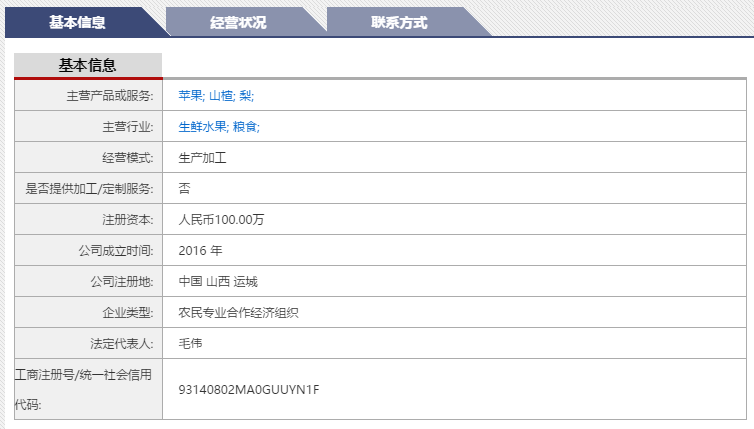 基本信息 经营状况 联系方式
基本信息
主营产品或服务: 苹果; 山楂; 梨;
主营行业: 生鲜水果; 粮食;
经营模式: 生产加工
是否提供加工/定制服务: 否
注册资本: 人民币100.00万
公司成立时间: 2016 年
公司注册地: 中国 山西 运城
企业类型: 农民专业合作经济组织
法定代表人: 毛伟
工商注册号/统一社会信用
代码: 93140802MA0GUUYN1F